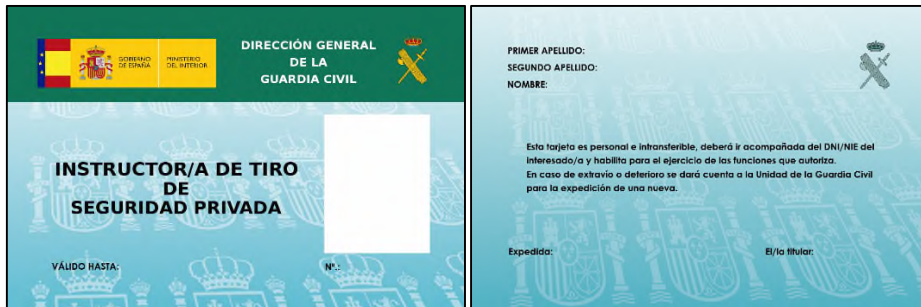 GOBIERNO
DE ESPAÑA
MINISTERIO
DEL INTERIOR
DIRECCIÓN GENERAL
DE LA
GUARDIA CIVIL
INSTRUCTOR/A DE TIRO
DE
SEGURIDAD PRIVADA
VÁLIDO HASTA:
Nº.:
PRIMER APELLIDO:
SEGUNDO APELLIDO:
NOMBRE:
Esta tarjeta es personal e intransferible, deberá ir acompañada del DNI/NIE del
interesado/a y habilita para el ejercicio de las funciones que autoriza.
En caso de extravío o deterioro se dará cuenta a la Unidad de la Guardia Civil
para la expedición de una nueva.
Expedida:
El/la titular: